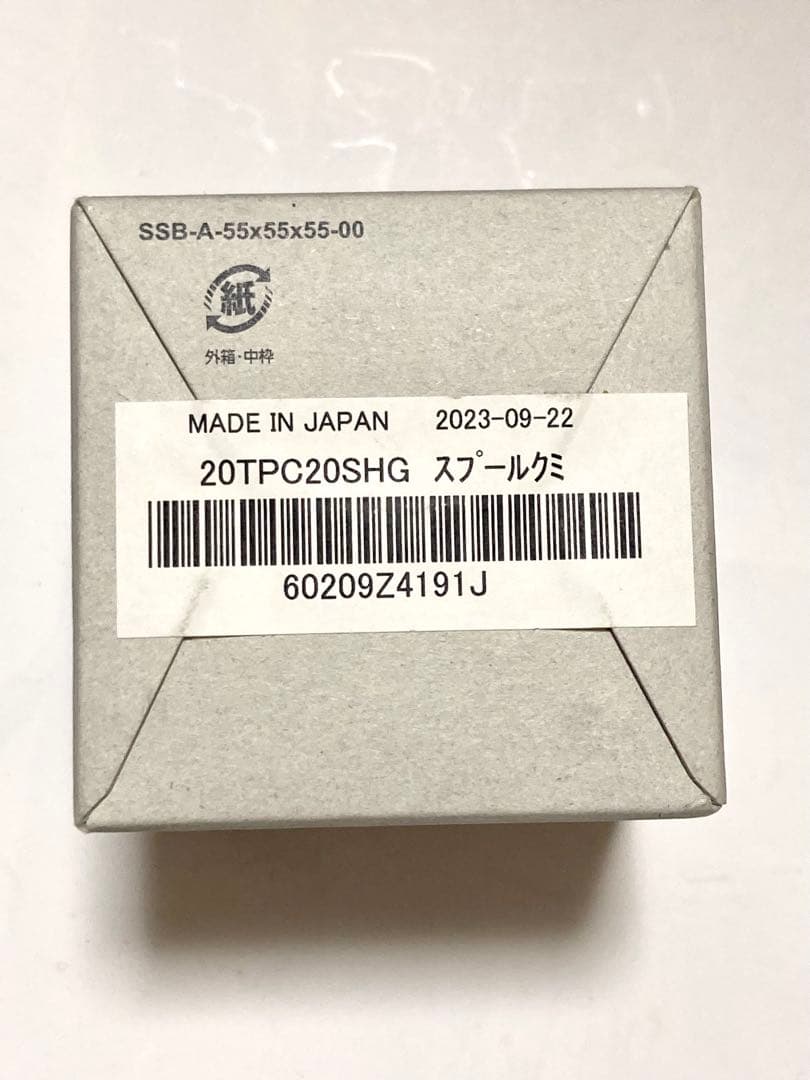 SSB-A-55x55x55-00
紙
外箱・中枠
MADE IN JAPAN 2023-09-22
20TPC20SHG ｽﾌﾟｰﾙｸﾐ
60209Z4191J